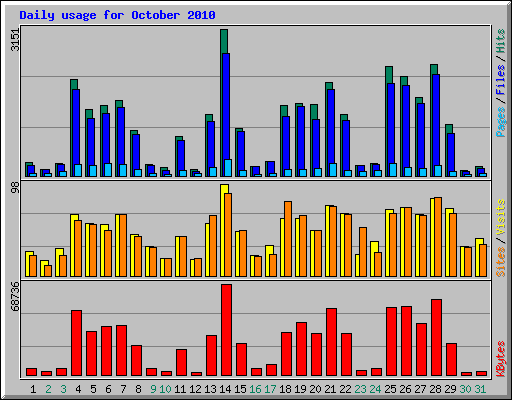 Daily usage for October 2010
3151
Pages / Files / Hits
98
Sites / Visits
68736
KBytes
1 2 3 4 5 6 7 8 9 10 11 12 13 14 15 16 17 18 19 20 21 22 23 24 25 26 27 28 29 30 31